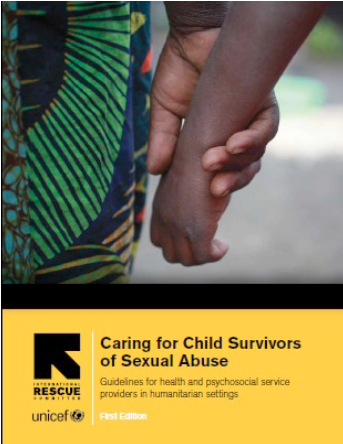 Caring for Child Survivors
of Sexual Abuse
Guidelines for health and psychosocial service
providers in humanitarian settings
First Edition
INTERNATIONAL
RESCUE
COMMITTEE
unicef